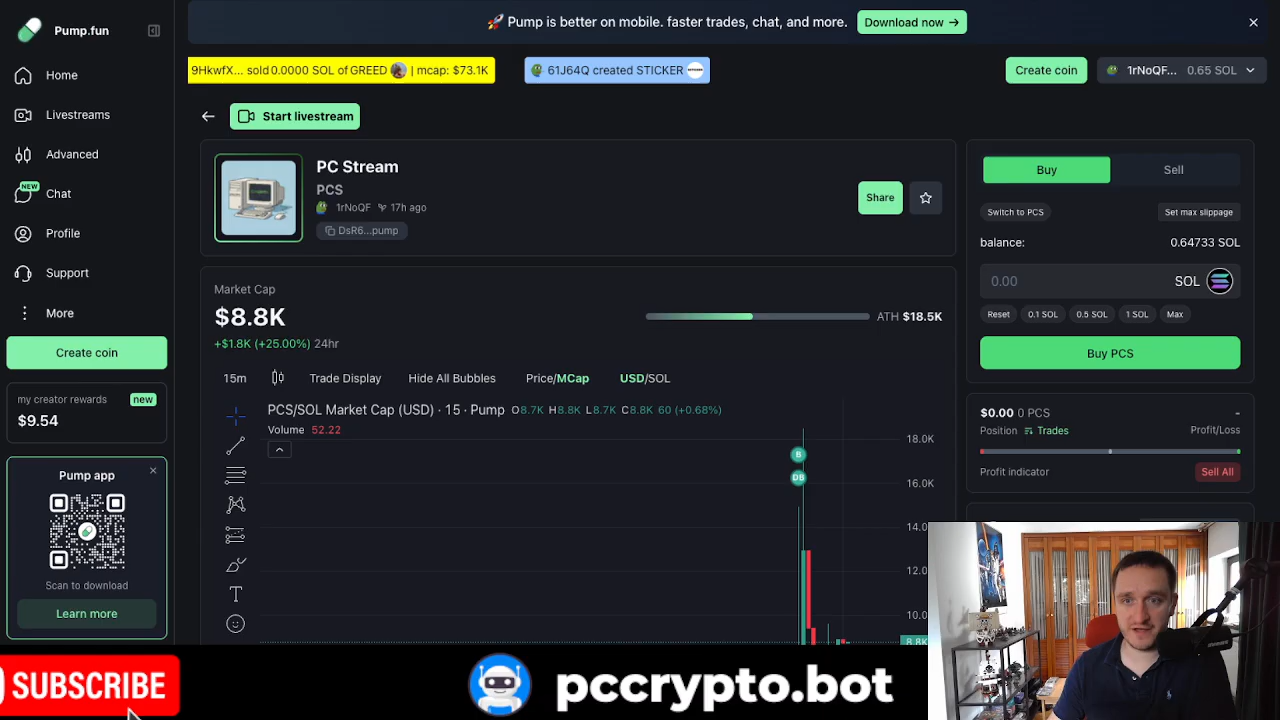 Pump.fun
Home
Livestreams
Advanced
NEW
Chat
Profile
Support
More
Create coin
my creator rewards
new
$9.54
Pump app
Scan to download
Learn more
🚀 Pump is better on mobile. faster trades, chat, and more.
Download now →
9HkwfX... sold 0.0000 SOL of GREED | mcap: $73.1K
61J64Q created STICKER
Create coin
1rNoQF... 0.65 SOL
Start livestream
PC Stream
PCS
1rNoQF 17h ago
DsR6...pump
Share
Market Cap
$8.8K
ATH $18.5K
+$1.8K (+25.00%) 24hr
15m Trade Display Hide All Bubbles Price/MCap USD/SOL
PCS/SOL Market Cap (USD) · 15 · Pump O8.7K H8.8K L8.7K C8.8K 60 (+0.68%)
Volume 52.22
B
DB
18.0K
16.0K
14.0
12.0
10.0
8.8K
Buy Sell
Switch to PCS Set max slippage
balance: 0.64733 SOL
0.00 SOL
Reset 0.1 SOL 0.5 SOL 1 SOL Max
Buy PCS
$0.00 0 PCS -
Position Trades Profit/Loss
Profit indicator Sell All
SUBSCRIBE
pccrypto.bot